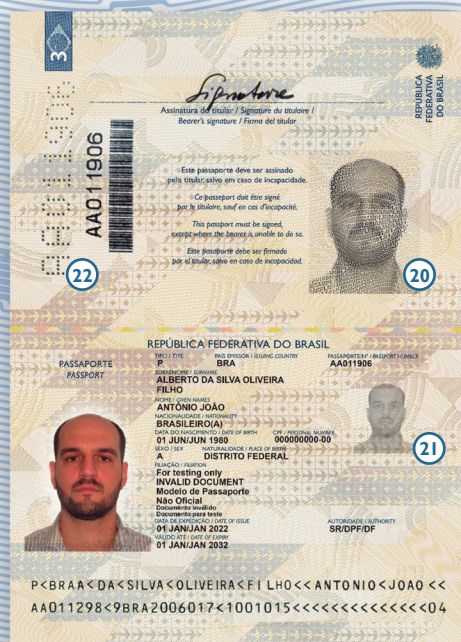 Signature
Assinatura do titular / Signature du titulaire /
Bearer's signature / Firma del titular
REPÚBLICA
FEDERATIVA
DO BRASIL
AA011906
AA011906
Este passaporte deve ser assinado
pelo titular, salvo em caso de incapacidade.
Ce passeport doit être signé
par le titulaire, sauf en cas d'incapacité.
This passport must be signed,
except where the bearer is unable to do so.
Este pasaporte debe ser firmado
por el titular, salvo en caso de incapacidad.
22
20
REPÚBLICA FEDERATIVA DO BRASIL
PASSAPORTE
PASSPORT
TIPO / TYPE PAÍS EMISSOR / ISSUING COUNTRY PASSAPORTE Nº / PASSPORT NUMBER
P BRA AA011906
SOBRENOME / SURNAME
ALBERTO DA SILVA OLIVEIRA
FILHO
NOME / GIVEN NAMES
ANTÔNIO JOÃO
NACIONALIDADE / NATIONALITY
BRASILEIRO(A)
DATA DO NASCIMENTO / DATE OF BIRTH CPF / PERSONAL NUMBER
01 JUN/JUN 1980 000000000-00
SEXO / SEX NATURALIDADE / PLACE OF BIRTH
A DISTRITO FEDERAL
21
FILIAÇÃO / FILIATION
For testing only
INVALID DOCUMENT
Modelo de Passaporte
Não Oficial
Documento inválido
Documento para teste
DATA DE EXPEDIÇÃO / DATE OF ISSUE AUTORIDADE / AUTHORITY
01 JAN/JAN 2022 SR/DPF/DF
VÁLIDO ATÉ / DATE OF EXPIRY
01 JAN/JAN 2032
P<BRAA<DA<SILVA<OLIVEIRA<FILHO<<ANTONIO<JOAO<<
AA011298<9BRA2006017<1001015<<<<<<<<<<<<<<04